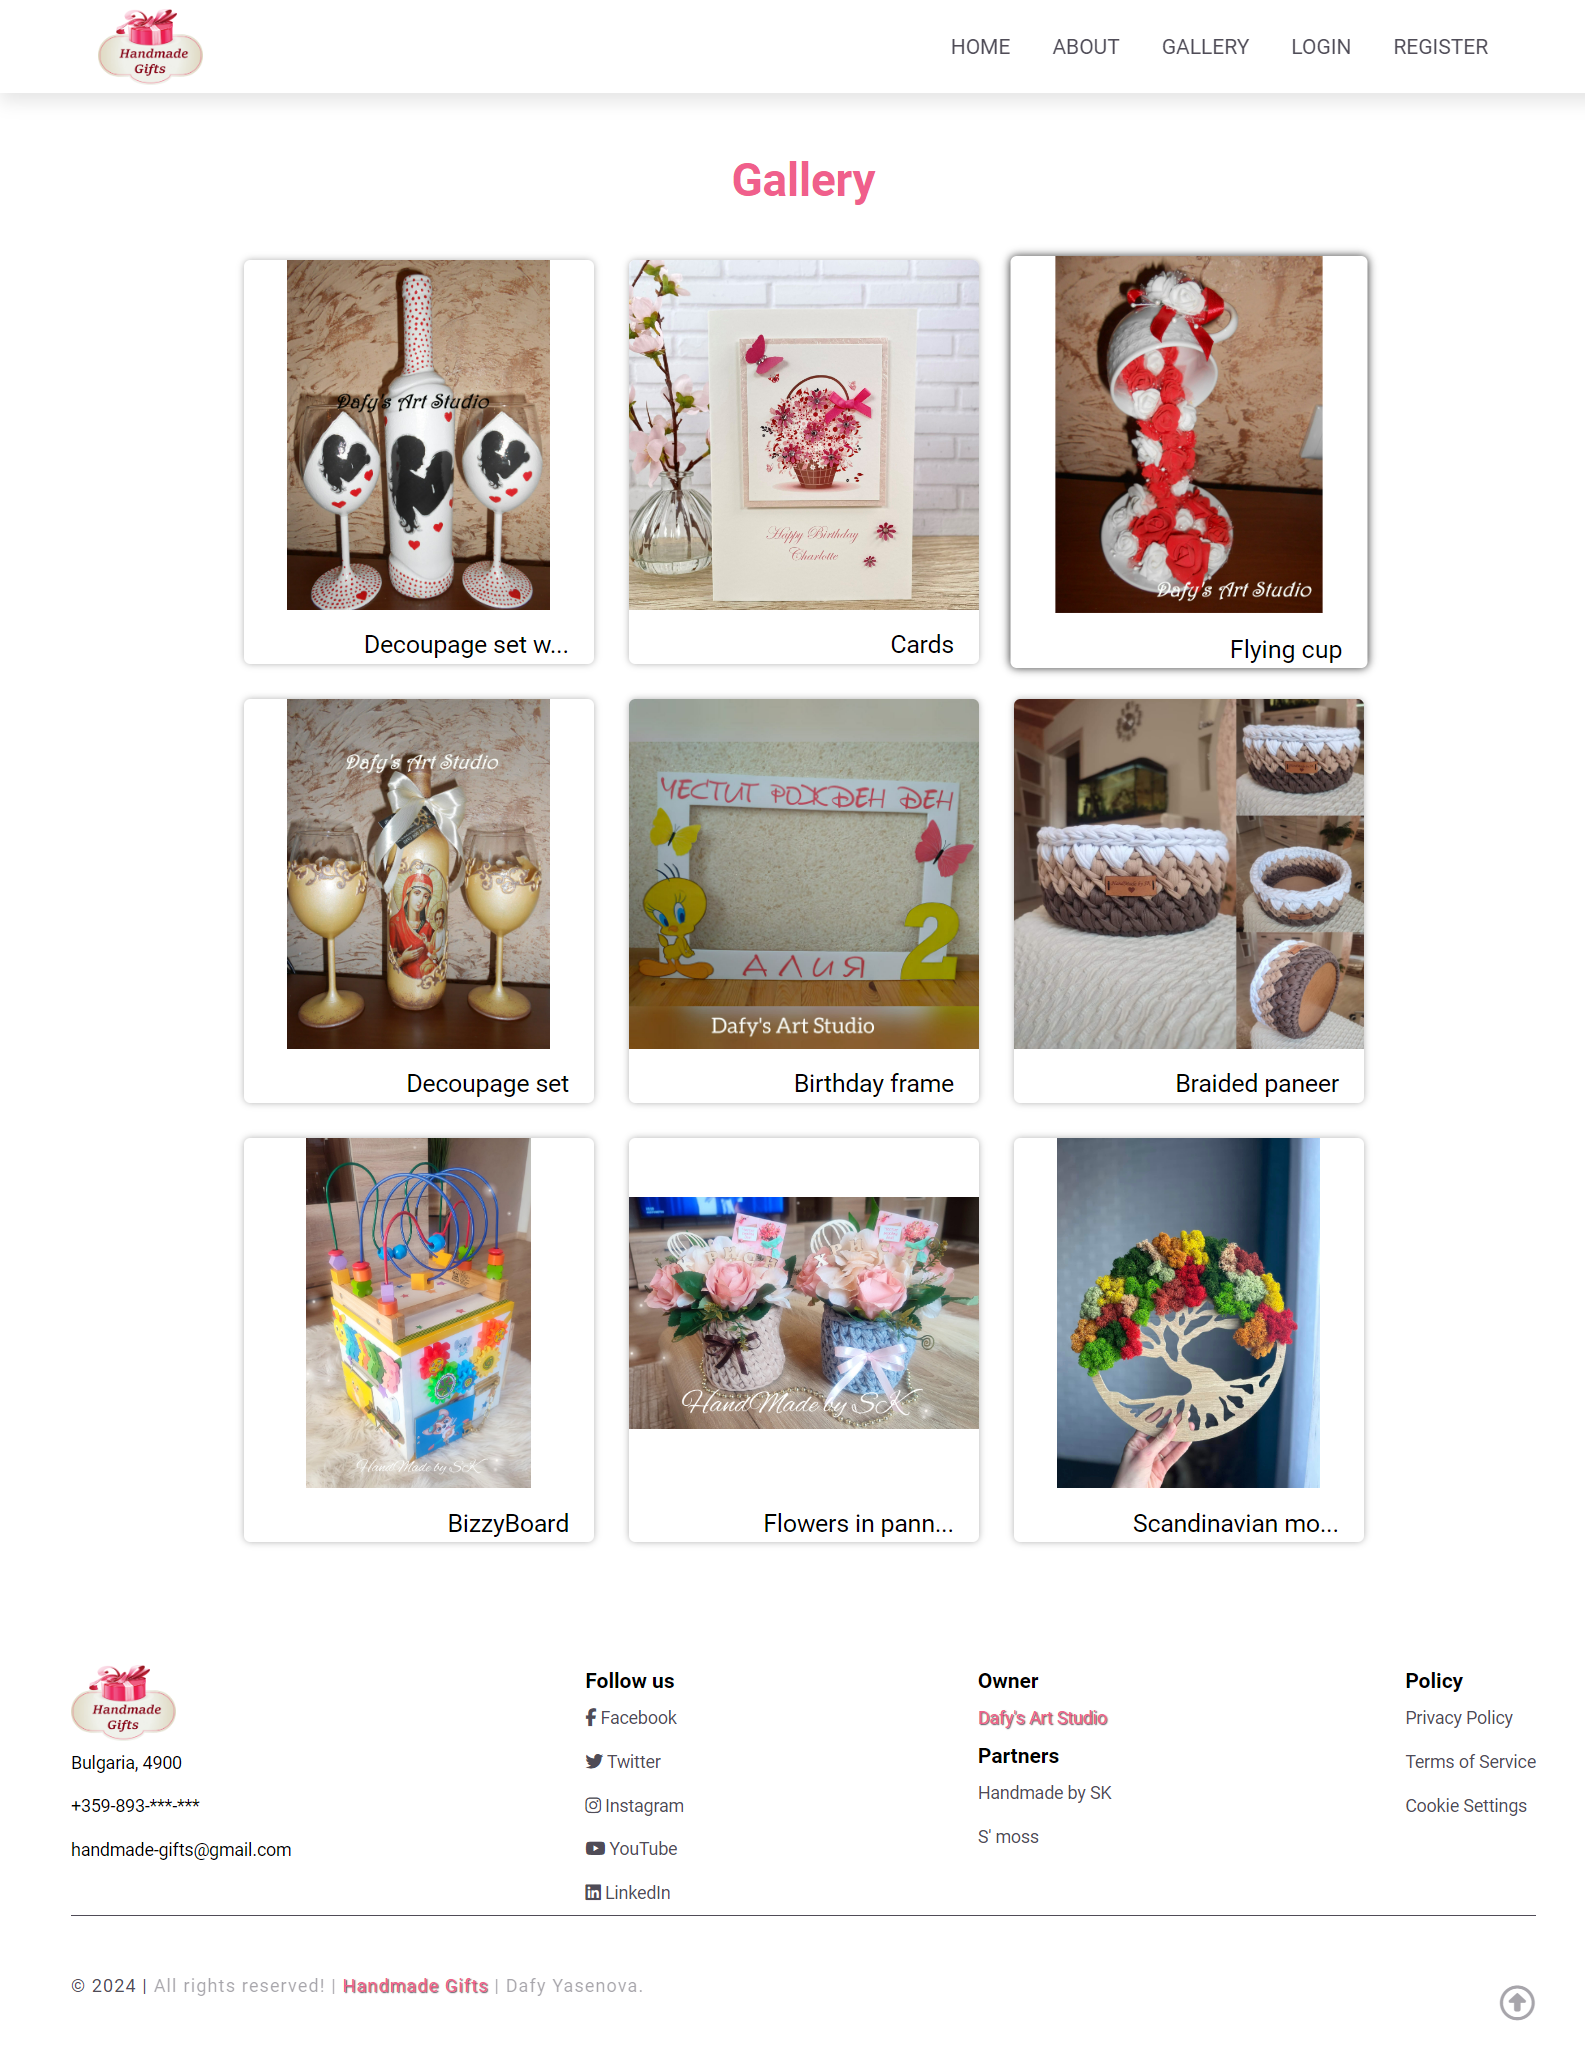 Handmade
Gifts
HOME
ABOUT
GALLERY
LOGIN
REGISTER
Gallery
Dafy's Art Studio
Decoupage set w...
Happy Birthday
Charlotte
Cards
Dafy's Art Studio
Flying cup
Dafy's Art Studio
Decoupage set
ЧЕСТИТ РОЖДЕН ДЕН
АЛИЯ
2
Dafy's Art Studio
Birthday frame
Braided paneer
HandMade by SK
BizzyBoard
HandMade by SK
Flowers in pann...
Scandinavian mo...
Handmade
Gifts
Bulgaria, 4900
+359-893-***-***
handmade-gifts@gmail.com
Follow us
Facebook
Twitter
Instagram
YouTube
LinkedIn
Owner
Dafy's Art Studio
Partners
Handmade by SK
S' moss
Policy
Privacy Policy
Terms of Service
Cookie Settings
© 2024 | All rights reserved! | Handmade Gifts | Dafy Yasenova.